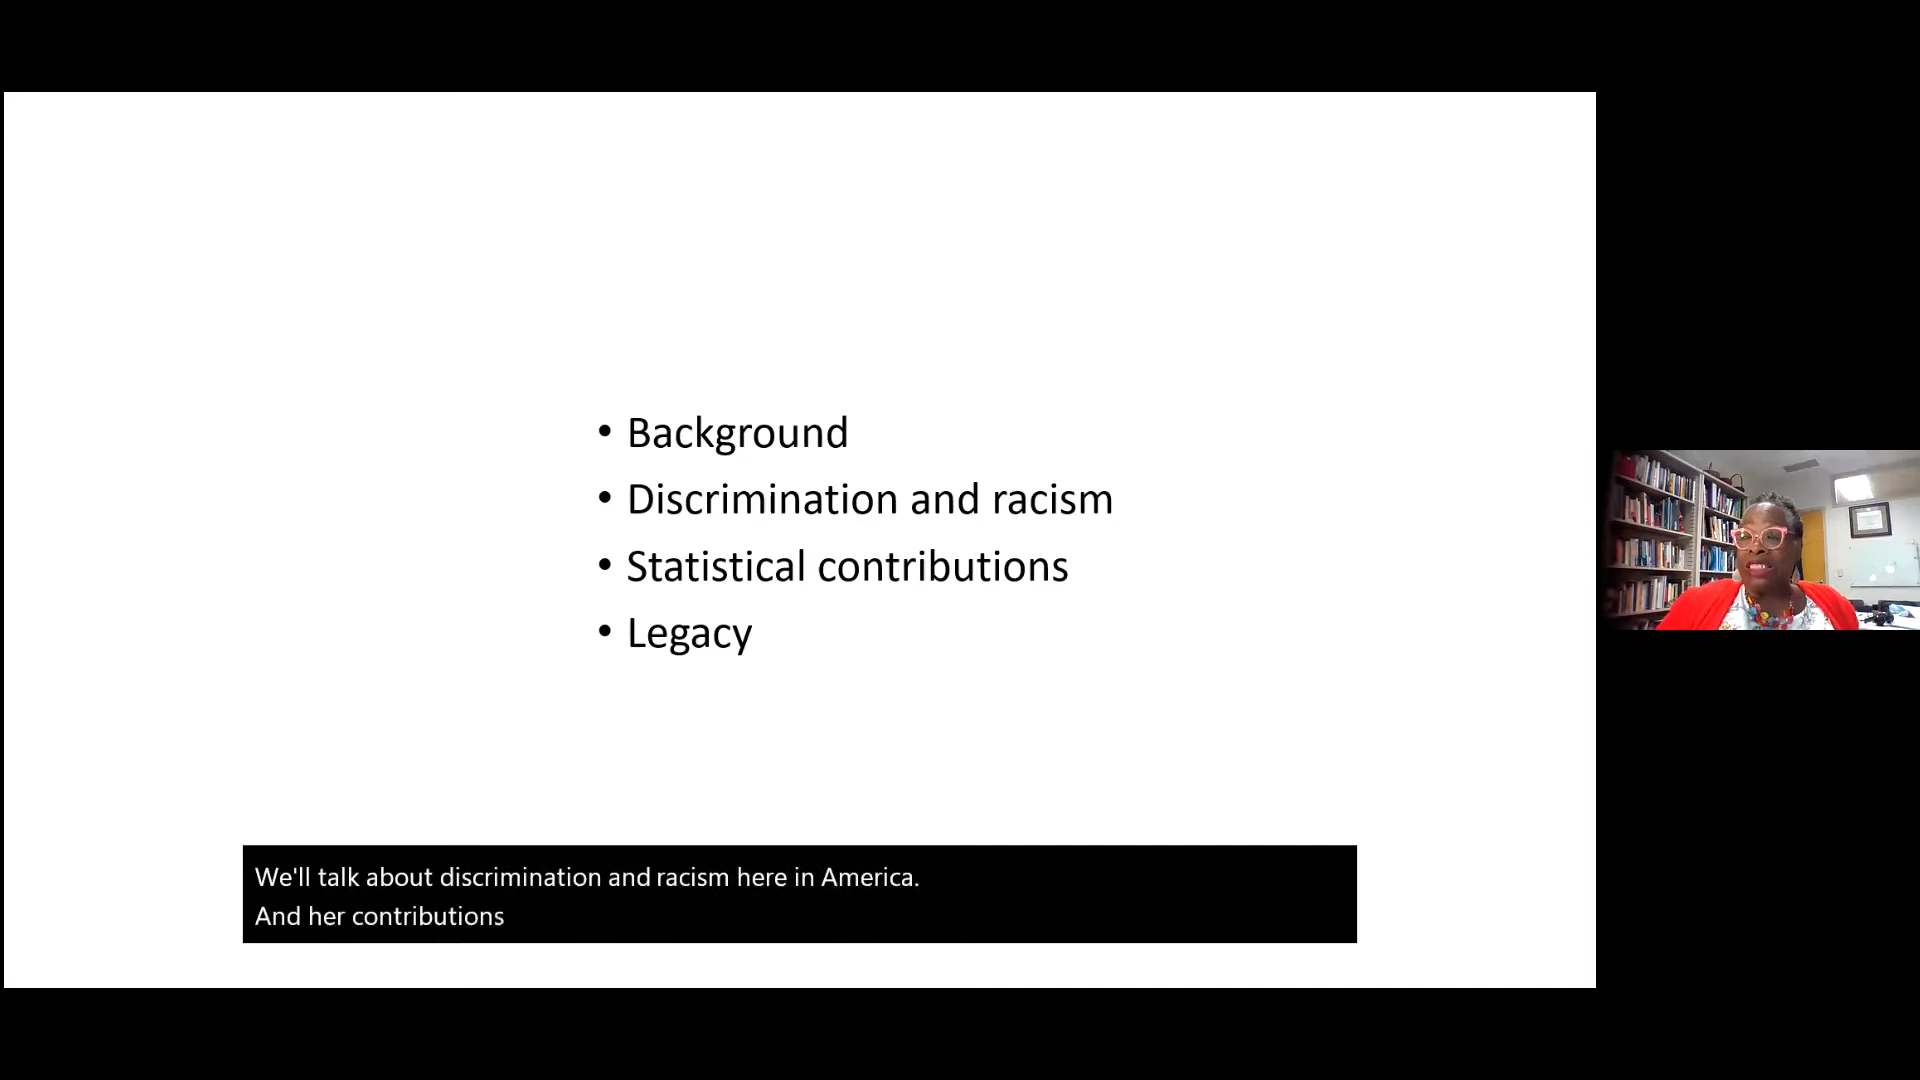 • Background
• Discrimination and racism
• Statistical contributions
• Legacy
We'll talk about discrimination and racism here in America.
And her contributions